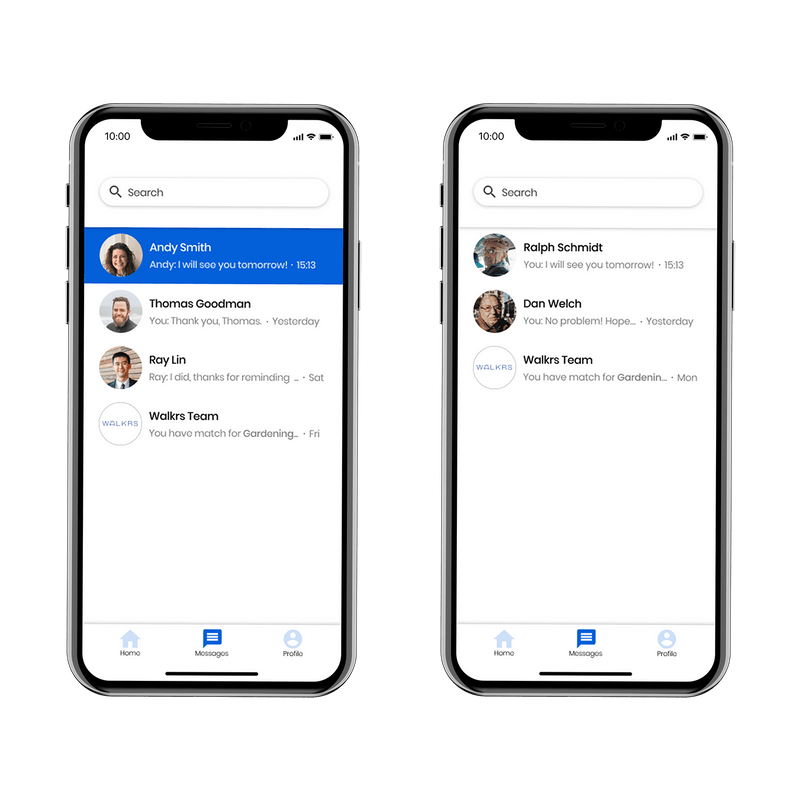 10:00
Search
Andy Smith
Andy: I will see you tomorrow! · 15:13
Thomas Goodman
You: Thank you, Thomas. · Yesterday
Ray Lin
Ray: I did, thanks for reminding ... · Sat
WALKRS
Walkrs Team
You have match for Gardening... · Fri
Home
Messages
Profile
10:00
Search
Ralph Schmidt
You: I will see you tomorrow! · 15:13
Dan Welch
You: No problem! Hope... · Yesterday
WALKRS
Walkrs Team
You have match for Gardenin... · Mon
Home
Messages
Profile